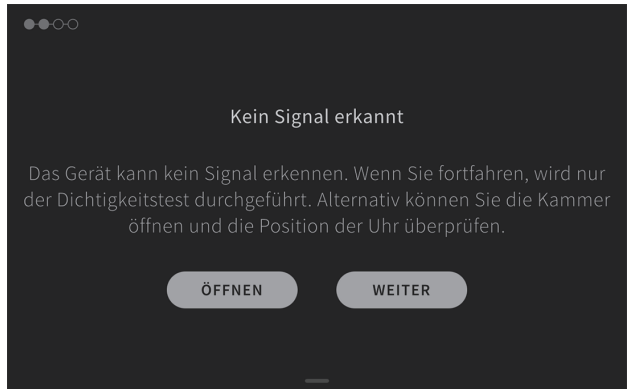 Kein Signal erkannt
Das Gerät kann kein Signal erkennen. Wenn Sie fortfahren, wird nur
der Dichtigkeitstest durchgeführt. Alternativ können Sie die Kammer
öffnen und die Position der Uhr überprüfen.
ÖFFNEN WEITER